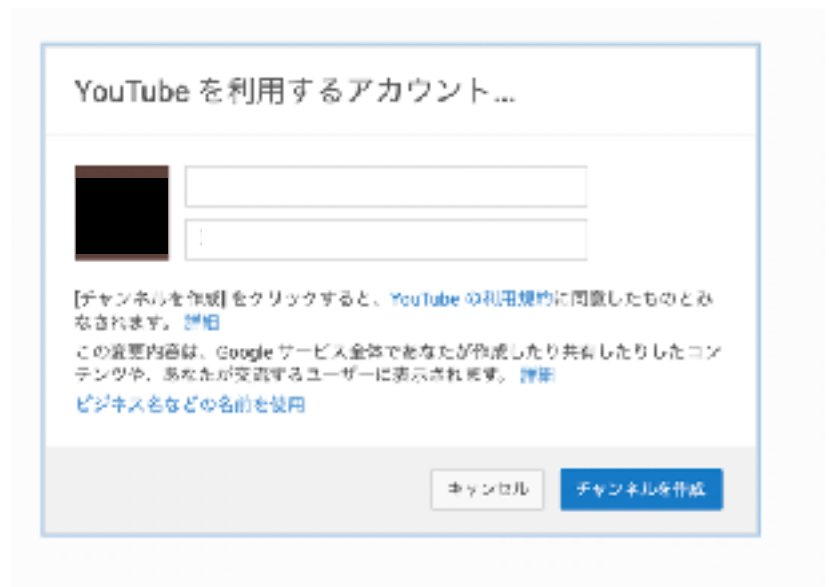 YouTube を利用するアカウント...
[チャンネルを作成] をクリックすると、YouTube の利用規約に同意したものとみ
なされます。 詳細
この変更内容は、Google サービス全体であなたが作成したり共有したりしたコン
テンツや、あなたが交流するユーザーに表示されます。 詳細
ビジネス名などの名前を使用
キャンセル
チャンネルを作成